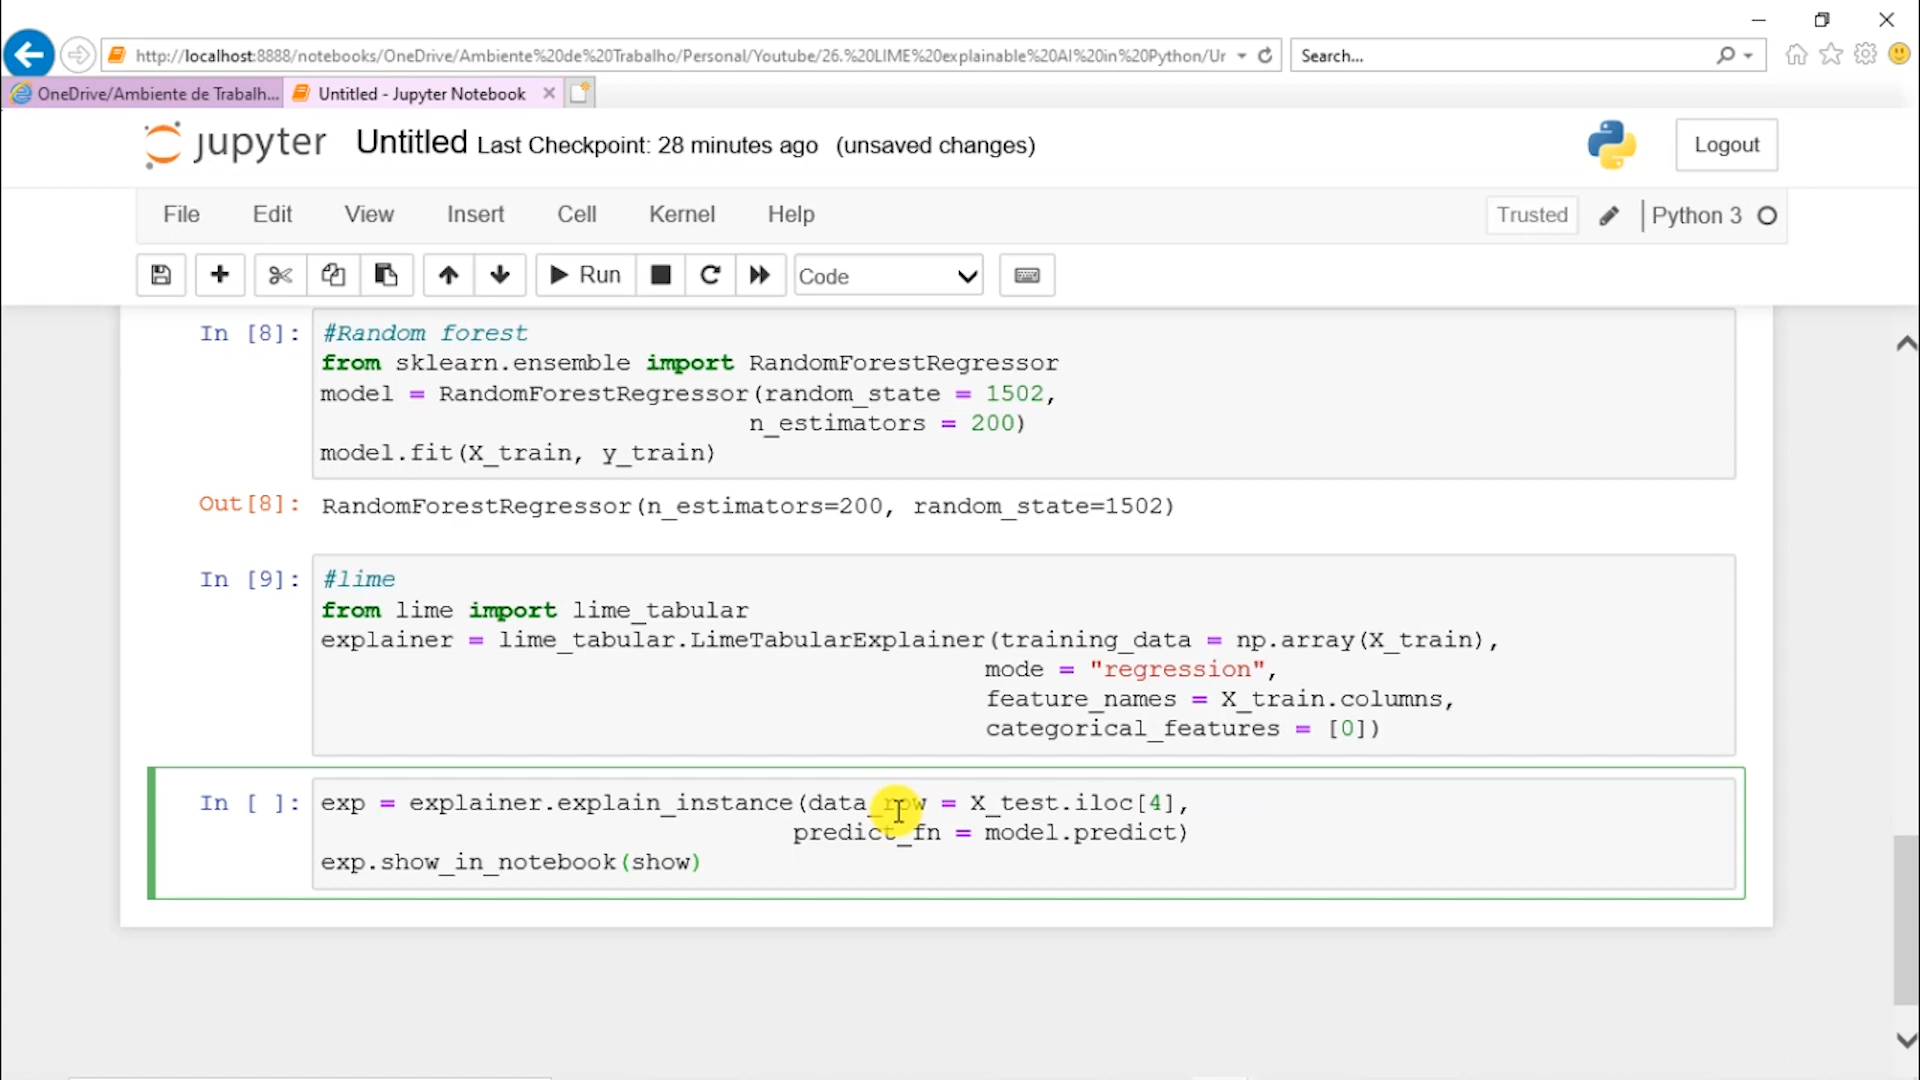 http://localhost:8888/notebooks/OneDrive/Ambiente%20de%20Trabalho/Personal/Youtube/26.%20LIME%20explainable%20AI%20in%20Python/Ur
Search...
OneDrive/Ambiente de Trabalh...
Untitled - Jupyter Notebook
jupyter Untitled Last Checkpoint: 28 minutes ago (unsaved changes)
Logout
File Edit View Insert Cell Kernel Help
Trusted
Python 3
Run
Code
In [8]: #Random forest
from sklearn.ensemble import RandomForestRegressor
model = RandomForestRegressor(random_state = 1502,
n_estimators = 200)
model.fit(X_train, y_train)
Out[8]: RandomForestRegressor(n_estimators=200, random_state=1502)
In [9]: #lime
from lime import lime_tabular
explainer = lime_tabular.LimeTabularExplainer(training_data = np.array(X_train),
mode = "regression",
feature_names = X_train.columns,
categorical_features = [0])
In [ ]: exp = explainer.explain_instance(data_row = X_test.iloc[4],
predict_fn = model.predict)
exp.show_in_notebook(show)